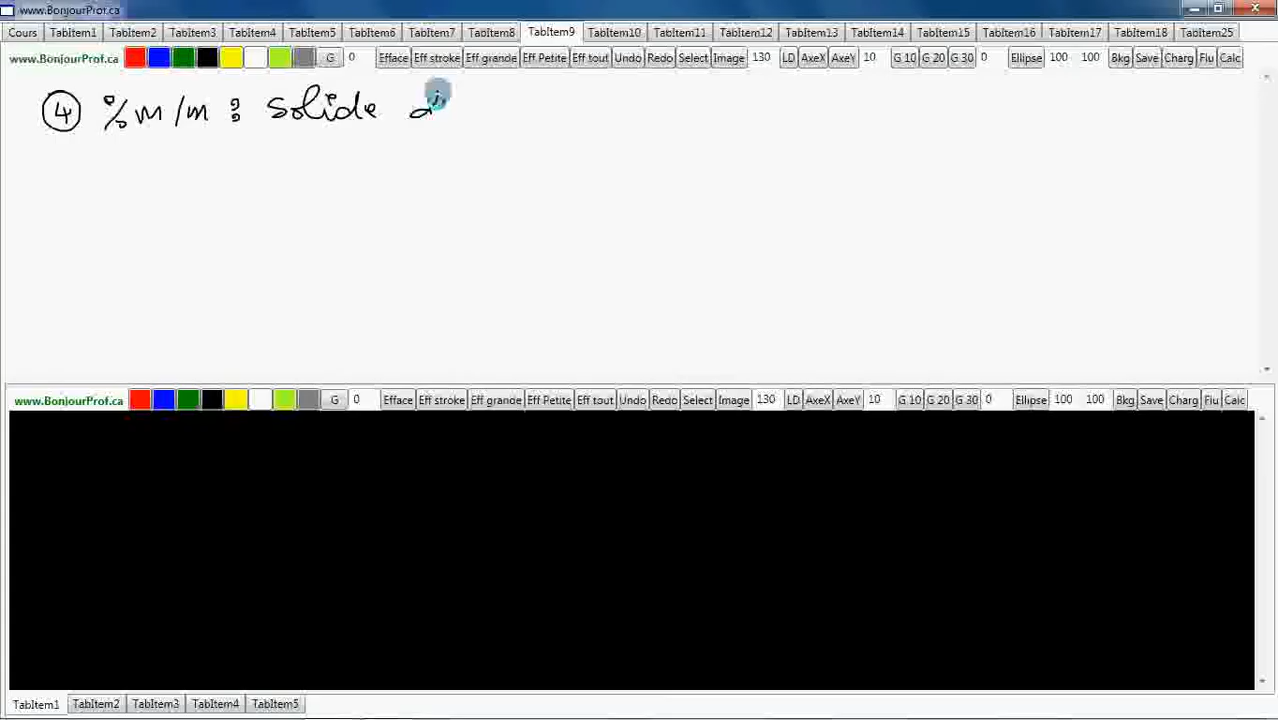 www.BonjourProf.ca
Cours TabItem1 TabItem2 TabItem3 TabItem4 TabItem5 TabItem6 TabItem7 TabItem8 TabItem9 TabItem10 TabItem11 TabItem12 TabItem13 TabItem14 TabItem15 TabItem16 TabItem17 TabItem18 TabItem25
www.BonjourProf.ca G 0 Efface Eff stroke Eff grande Eff Petite Eff tout Undo Redo Select Image 130 LD AxeX AxeY 10 G 10 G 20 G 30 0 Ellipse 100 100 Bkg Save Charg Flu Calc
4 %m/m : Solide
www.BonjourProf.ca G 0 Efface Eff stroke Eff grande Eff Petite Eff tout Undo Redo Select Image 130 LD AxeX AxeY 10 G 10 G 20 G 30 0 Ellipse 100 100 Bkg Save Charg Flu Calc
TabItem1 TabItem2 TabItem3 TabItem4 TabItem5